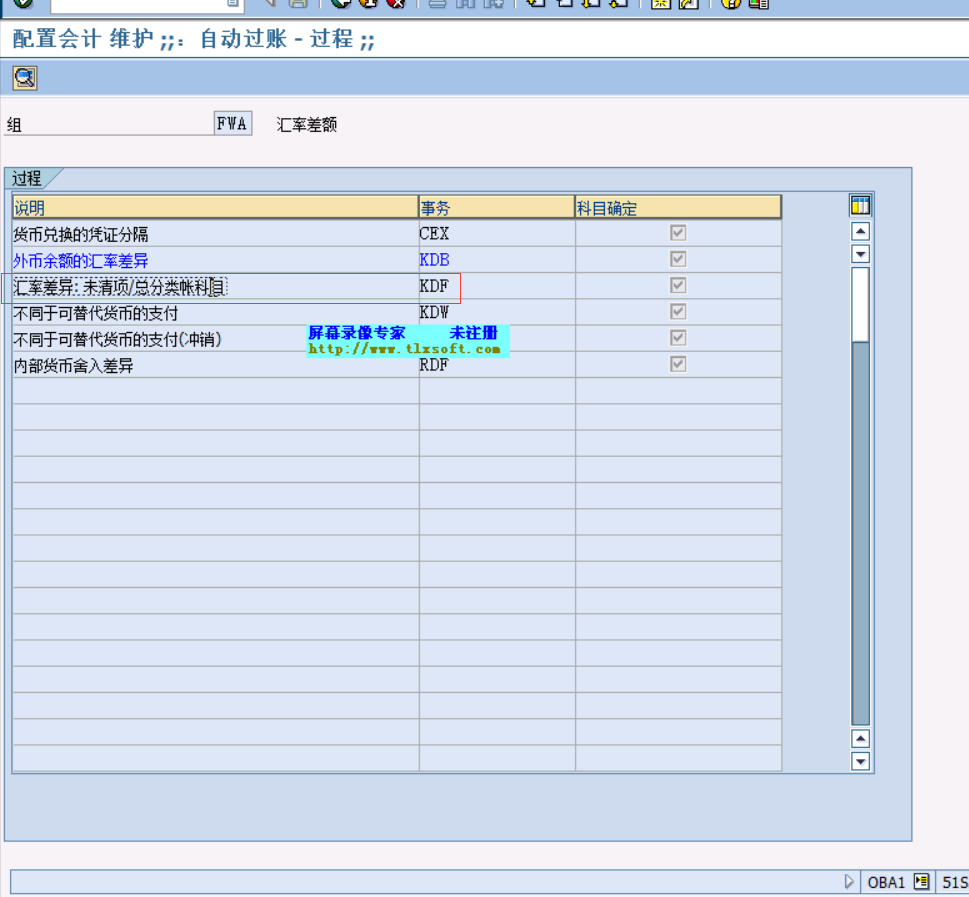 配置会计 维护 ;;: 自动过账 - 过程 ;;
组 FWA 汇率差额
过程
说明 事务 科目确定
货币兑换的凭证分隔 CEX
外币余额的汇率差异 KDB
汇率差异: 未清项/总分类帐科目 KDF
不同于可替代货币的支付 KDW
不同于可替代货币的支付(冲销)
屏幕录像专家 未注册
http://www.tlxsoft.com
内部货币舍入差异 RDF
OBA1 51S